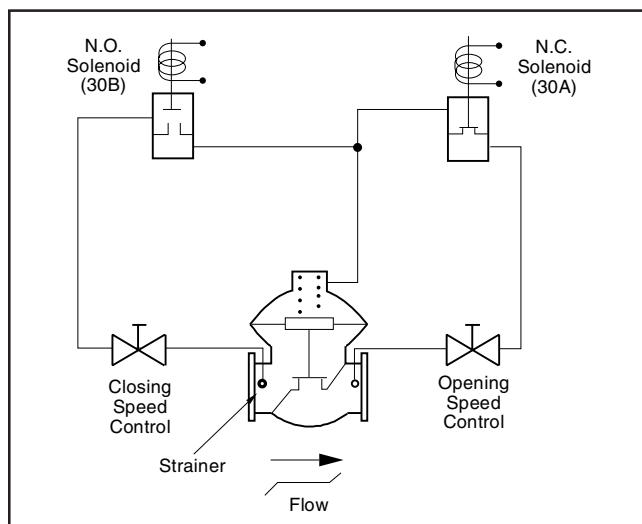 N.O.
Solenoid
(30B)
N.C.
Solenoid
(30A)
Closing
Speed
Control
Opening
Speed
Control
Strainer
Flow